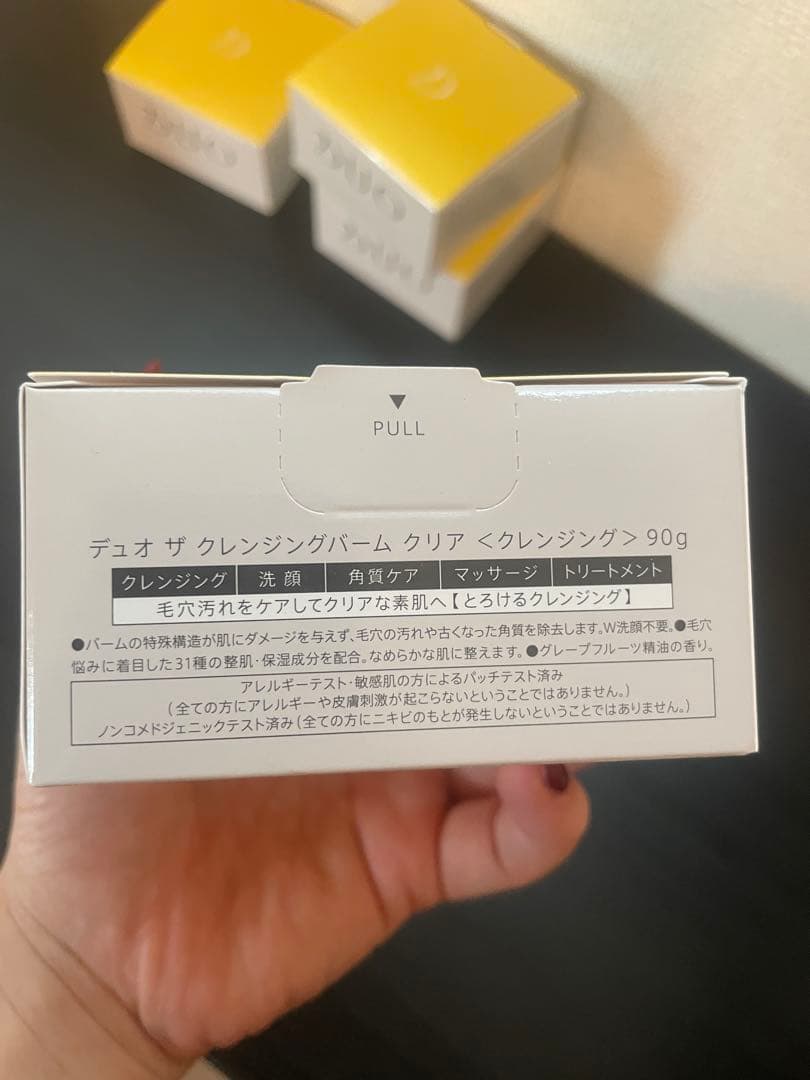 DUO
DUO
▼
PULL
デュオ ザ クレンジングバーム クリア ＜クレンジング＞ 90g
クレンジング 洗顔 角質ケア マッサージ トリートメント
毛穴汚れをケアしてクリアな素肌へ【とろけるクレンジング】
●バームの特殊構造が肌にダメージを与えず、毛穴の汚れや古くなった角質を除去します。W洗顔不要。●毛穴
悩みに着目した31種の整肌・保湿成分を配合。なめらかな肌に整えます。●グレープフルーツ精油の香り。
アレルギーテスト・敏感肌の方によるパッチテスト済み
（全ての方にアレルギーや皮膚刺激が起こらないということではありません。）
ノンコメドジェニックテスト済み（全ての方にニキビのもとが発生しないということではありません。）